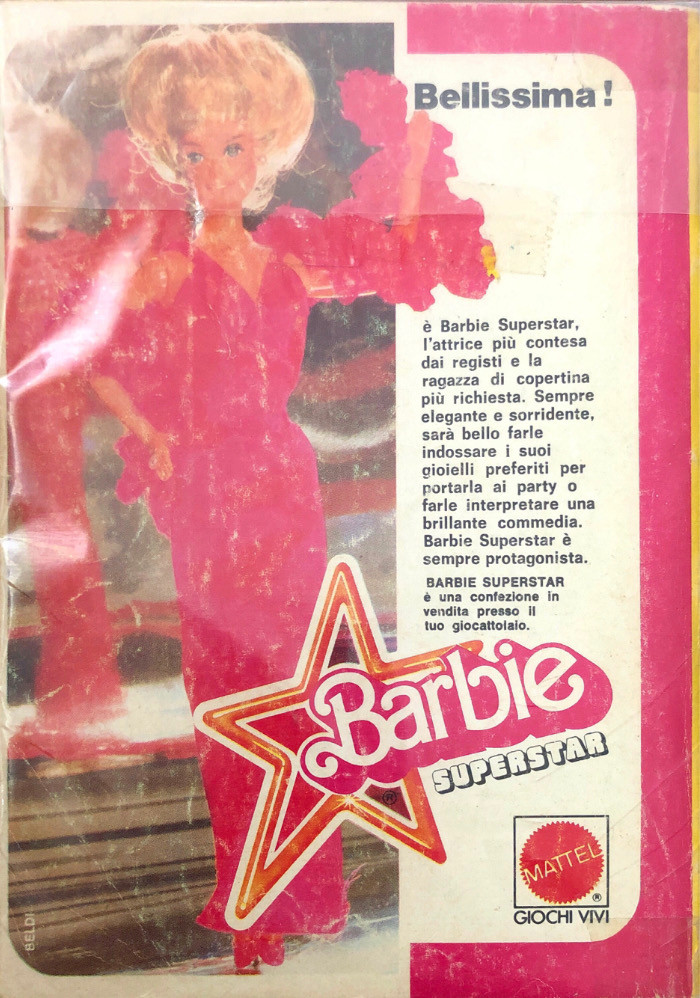 Bellissima!
è Barbie Superstar,
l'attrice più contesa
dai registi e la
ragazza di copertina
più richiesta. Sempre
elegante e sorridente,
sarà bello farle
indossare i suoi
gioielli preferiti per
portarla ai party o
farle interpretare una
brillante commedia.
Barbie Superstar è
sempre protagonista.
BARBIE SUPERSTAR
è una confezione in
vendita presso il
tuo giocattolaio.
Barbie
SUPERSTAR
®
MATTEL
®
GIOCHI VIVI